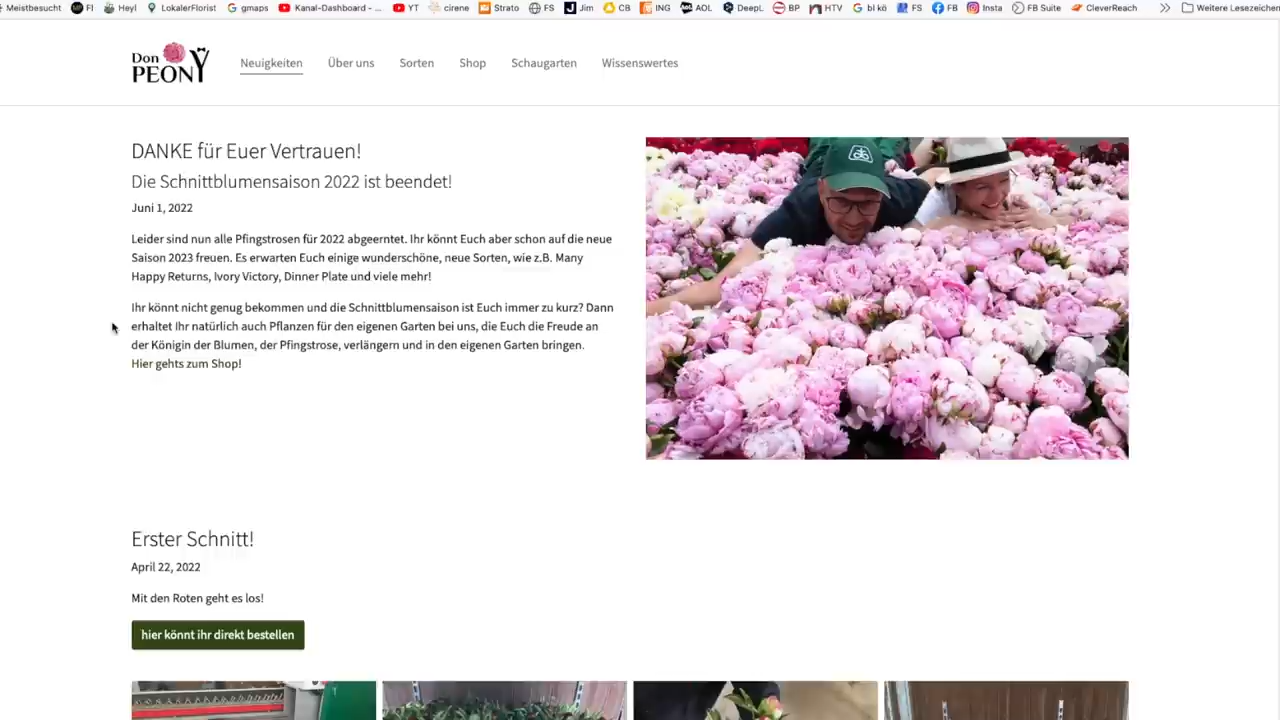 Meistbesucht FI Heyl LokalerFlorist gmaps Kanal-Dashboard - ... YT cirene Strato FS Jim CB ING AOL DeepL BP HTV bl kö FS FB Insta FB Suite CleverReach Weitere Lesezeichen
Don PEONY
Neuigkeiten Über uns Sorten Shop Schaugarten Wissenswertes
DANKE für Euer Vertrauen!
Die Schnittblumensaison 2022 ist beendet!
Juni 1, 2022
Leider sind nun alle Pfingstrosen für 2022 abgeerntet. Ihr könnt Euch aber schon auf die neue
Saison 2023 freuen. Es erwarten Euch einige wunderschöne, neue Sorten, wie z.B. Many
Happy Returns, Ivory Victory, Dinner Plate und viele mehr!
Ihr könnt nicht genug bekommen und die Schnittblumensaison ist Euch immer zu kurz? Dann
erhaltet Ihr natürlich auch Pflanzen für den eigenen Garten bei uns, die Euch die Freude an
der Königin der Blumen, der Pfingstrose, verlängern und in den eigenen Garten bringen.
Hier gehts zum Shop!
Erster Schnitt!
April 22, 2022
Mit den Roten geht es los!
hier könnt ihr direkt bestellen